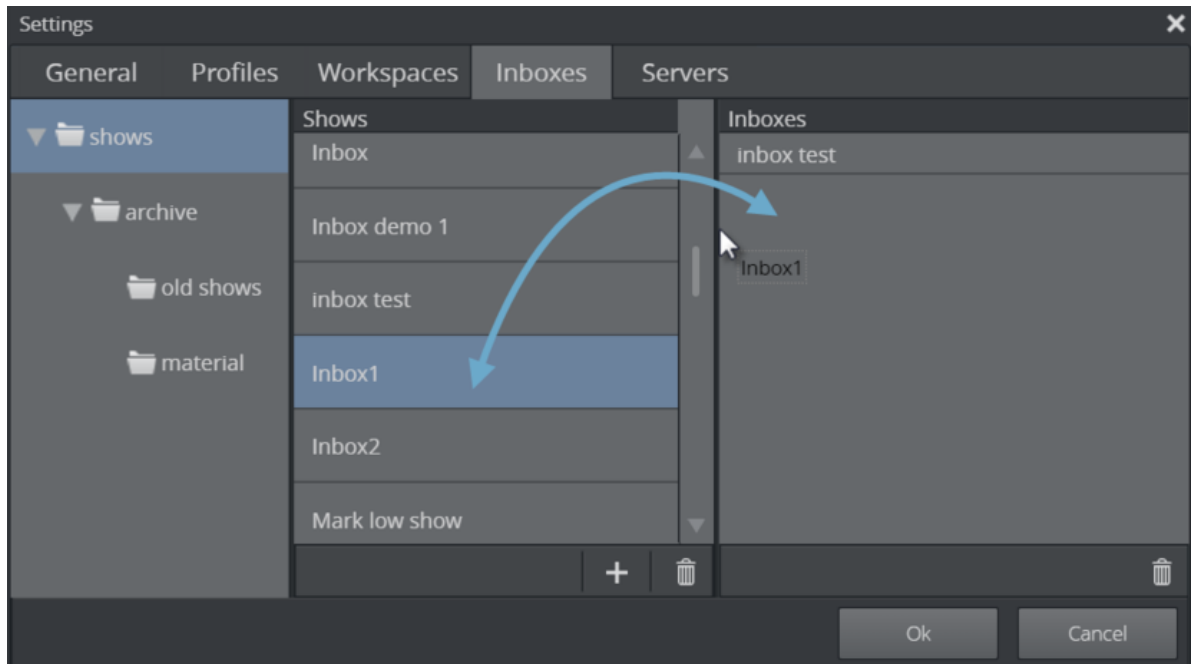 Settings
General Profiles Workspaces Inboxes Servers
shows
archive
old shows
material
Shows
Inbox
Inbox demo 1
inbox test
Inbox1
Inbox2
Mark low show
Inboxes
inbox test
Inbox1
Ok Cancel